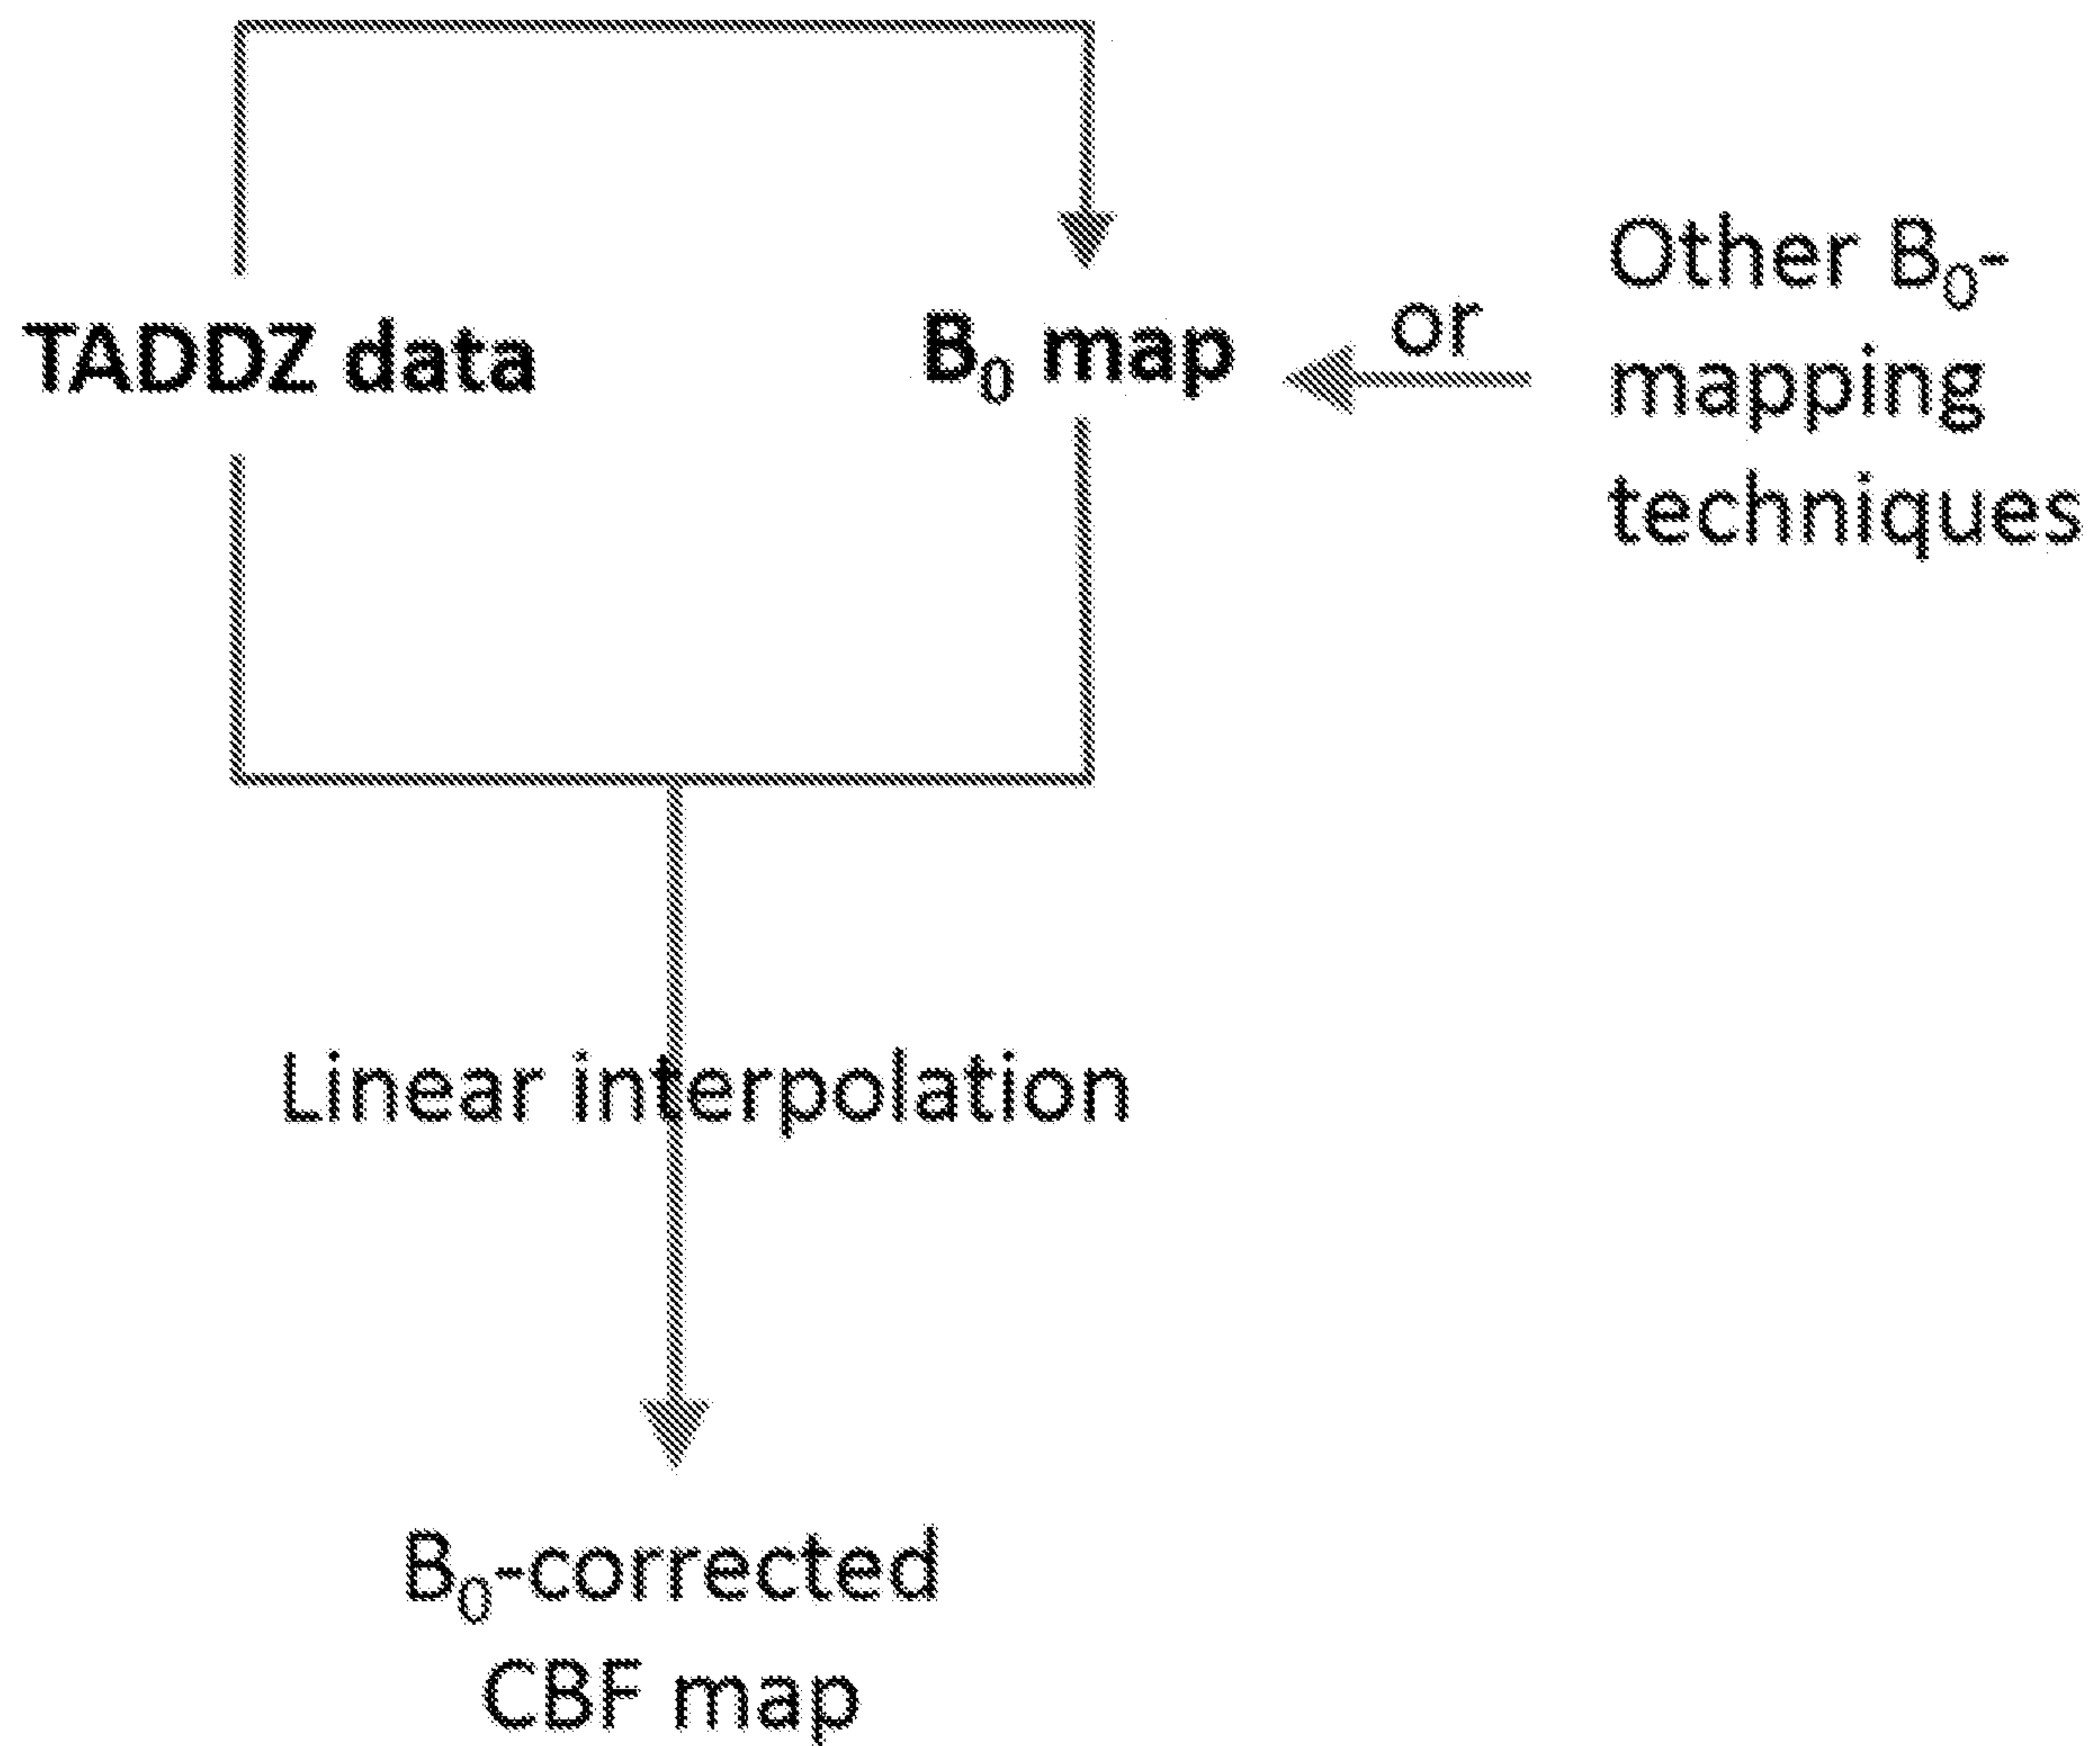 TADDZ data
B₀ map
or
Other B₀-
mapping
techniques
Linear interpolation
B₀-corrected
CBF map